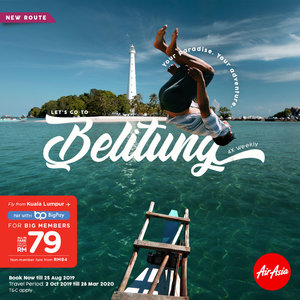 NEW ROUTE
Your paradise. Your adventure.
LET'S GO TO
Belitung
4X Weekly
Fly from Kuala Lumpur
PAY WITH BigPay
FOR BIG MEMBERS
RM 79
Non-member fare from RM84
Book Now till 25 Aug 2019
Travel Period: 2 Oct 2019 till 26 Mar 2020
T&C apply.
AirAsia